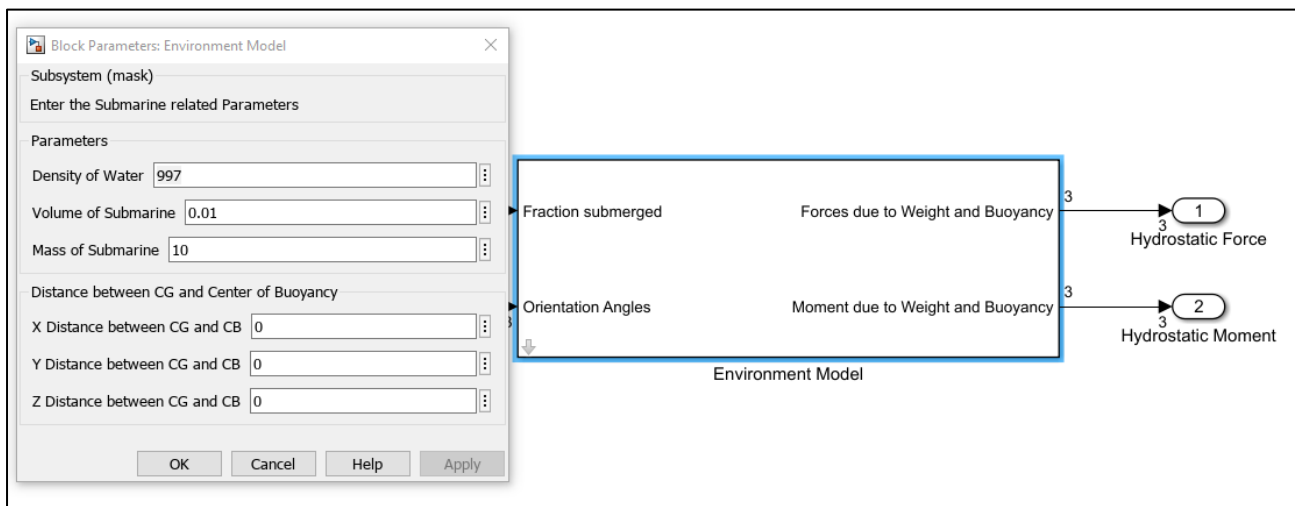 Block Parameters: Environment Model
Subsystem (mask)
Enter the Submarine related Parameters
Parameters
Density of Water 997
Volume of Submarine 0.01
Mass of Submarine 10
Distance between CG and Center of Buoyancy
X Distance between CG and CB 0
Y Distance between CG and CB 0
Z Distance between CG and CB 0
OK Cancel Help Apply
Fraction submerged
Forces due to Weight and Buoyancy
3
3
1
Hydrostatic Force
3
Orientation Angles
Moment due to Weight and Buoyancy
3
3
2
Hydrostatic Moment
Environment Model